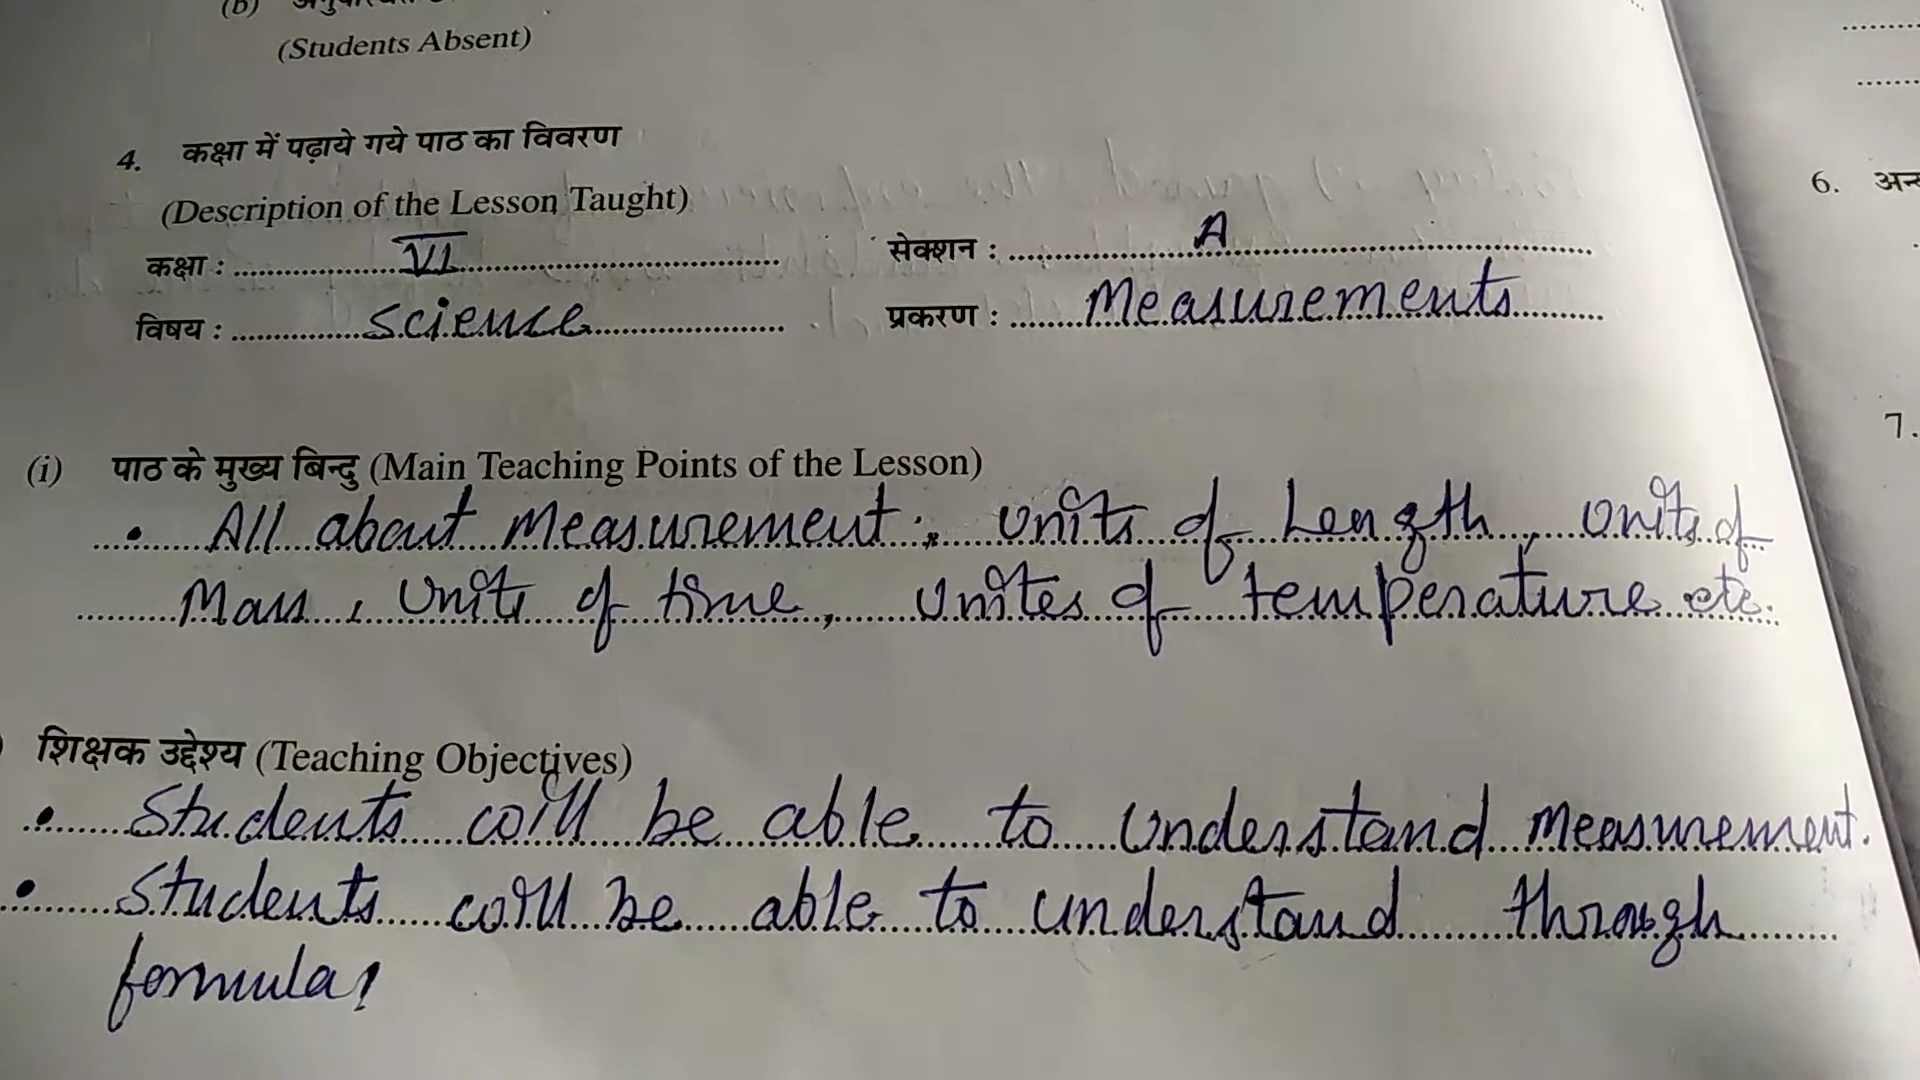 (b)
(Students Absent)
4. कक्षा में पढ़ाये गये पाठ का विवरण
(Description of the Lesson Taught)
कक्षा : VI सेक्शन : A
विषय : Science प्रकरण : Measurements
(i) पाठ के मुख्य बिन्दु (Main Teaching Points of the Lesson)
• All about Measurement :, Units of Length, Units of
Mass, Units of time, Unites of temperature etc.
शिक्षक उद्देश्य (Teaching Objectives)
• Students will be able to Understand Measurement.
• Students will be able to understand through
formulas
6.
7.